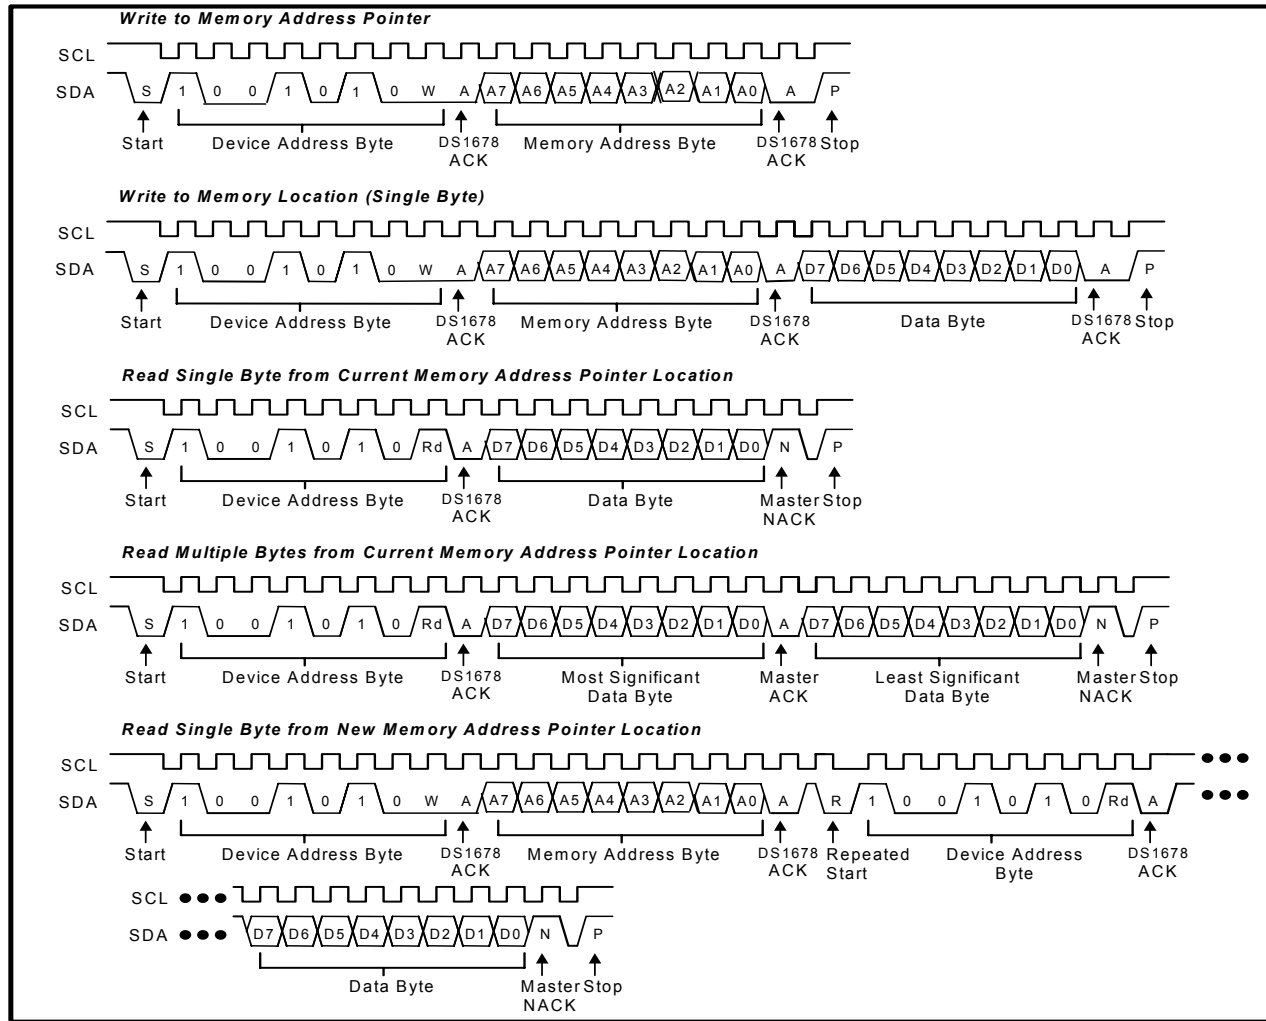 Write to Memory Address Pointer
SCL
SDA S 1 0 0 1 0 1 0 W A A7 A6 A5 A4 A3 A2 A1 A0 A P
Start Device Address Byte DS1678 Memory Address Byte DS1678 Stop
ACK ACK
Write to Memory Location (Single Byte)
SCL
SDA S 1 0 0 1 0 1 0 W A A7 A6 A5 A4 A3 A2 A1 A0 A D7 D6 D5 D4 D3 D2 D1 D0 A P
Start Device Address Byte DS1678 Memory Address Byte DS1678 Data Byte DS1678 Stop
ACK ACK ACK
Read Single Byte from Current Memory Address Pointer Location
SCL
SDA S 1 0 0 1 0 1 0 Rd A D7 D6 D5 D4 D3 D2 D1 D0 N P
Start Device Address Byte DS1678 Data Byte Master Stop
ACK NACK
Read Multiple Bytes from Current Memory Address Pointer Location
SCL
SDA S 1 0 0 1 0 1 0 Rd A D7 D6 D5 D4 D3 D2 D1 D0 A D7 D6 D5 D4 D3 D2 D1 D0 N P
Start Device Address Byte DS1678 Most Significant Master Least Significant Master Stop
ACK Data Byte ACK Data Byte NACK
Read Single Byte from New Memory Address Pointer Location
SCL
SDA S 1 0 0 1 0 1 0 W A A7 A6 A5 A4 A3 A2 A1 A0 A R 1 0 0 1 0 1 0 Rd A
Start Device Address Byte DS1678 Memory Address Byte DS1678 Repeated Device Address DS1678
ACK ACK Start Byte ACK
SCL
SDA D7 D6 D5 D4 D3 D2 D1 D0 N P
Data Byte Master Stop
NACK